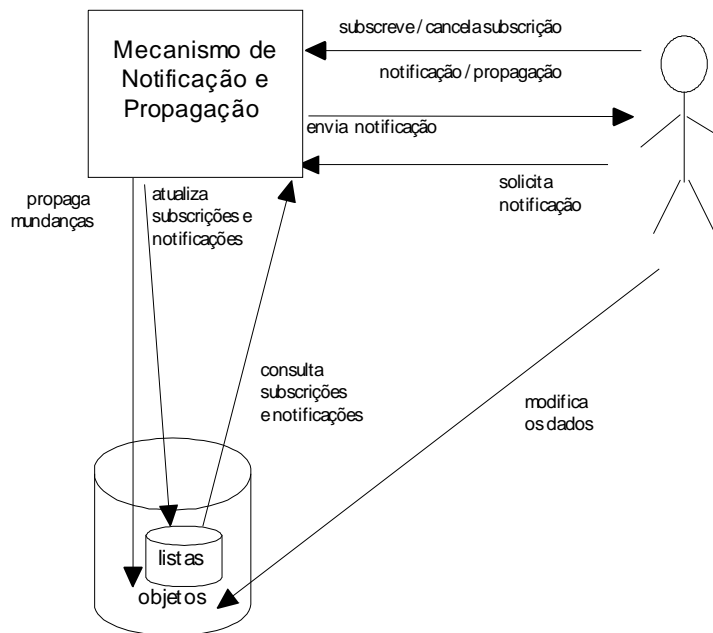 Mecanismo de
Notificação e
Propagação
subscreve / cancela subscrição
notificação / propagação
envia notificação
solicita
notificação
propaga
mundanças
atualiza
subscrições e
notificações
consulta
subscrições
e notificações
modifica
os dados
listas
objetos